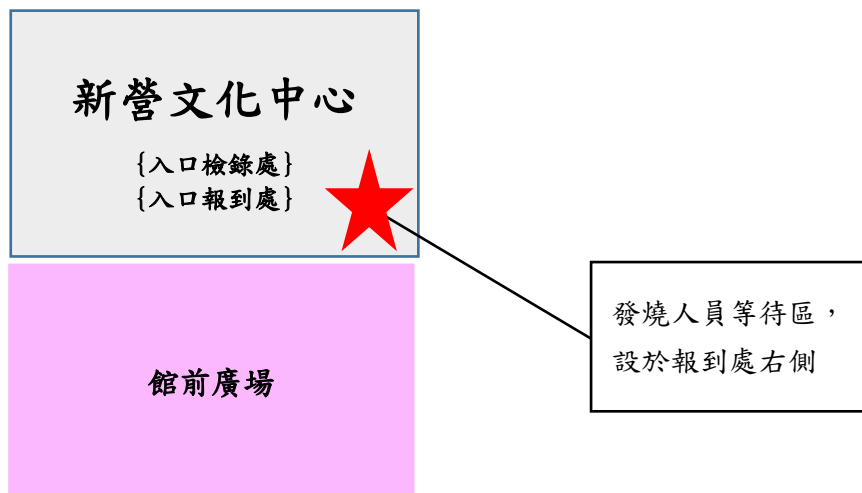 新營文化中心
{入口檢錄處}
{入口報到處}
發燒人員等待區，
設於報到處右側
館前廣場